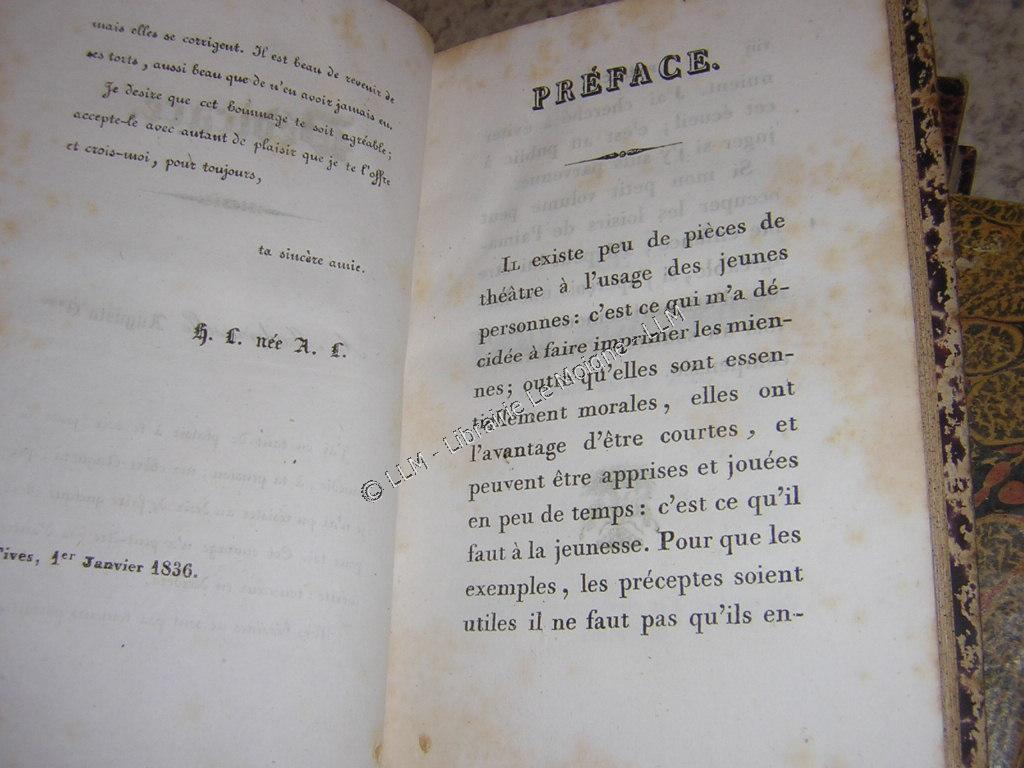 mais elles se corrigent. Il est beau de revenir de
ses torts, aussi beau que de n'en avoir jamais eu.
Je desire que cet hommage te soit agréable;
accepte-le avec autant de plaisir que je te l'offre
et crois-moi, pour toujours,
ta sincère amie.
H. L. née A. L.
ives, 1er Janvier 1836.
PRÉFACE.
IL existe peu de pièces de
théâtre à l'usage des jeunes
personnes: c'est ce qui m'a dé-
cidée à faire imprimer les mien-
nes; outre qu'elles sont essen-
tiellement morales, elles ont
l'avantage d'être courtes, et
peuvent être apprises et jouées
en peu de temps: c'est ce qu'il
faut à la jeunesse. Pour que les
exemples, les préceptes soient
utiles il ne faut pas qu'ils en-
© LLM - Librairie Le Moigne - LLM